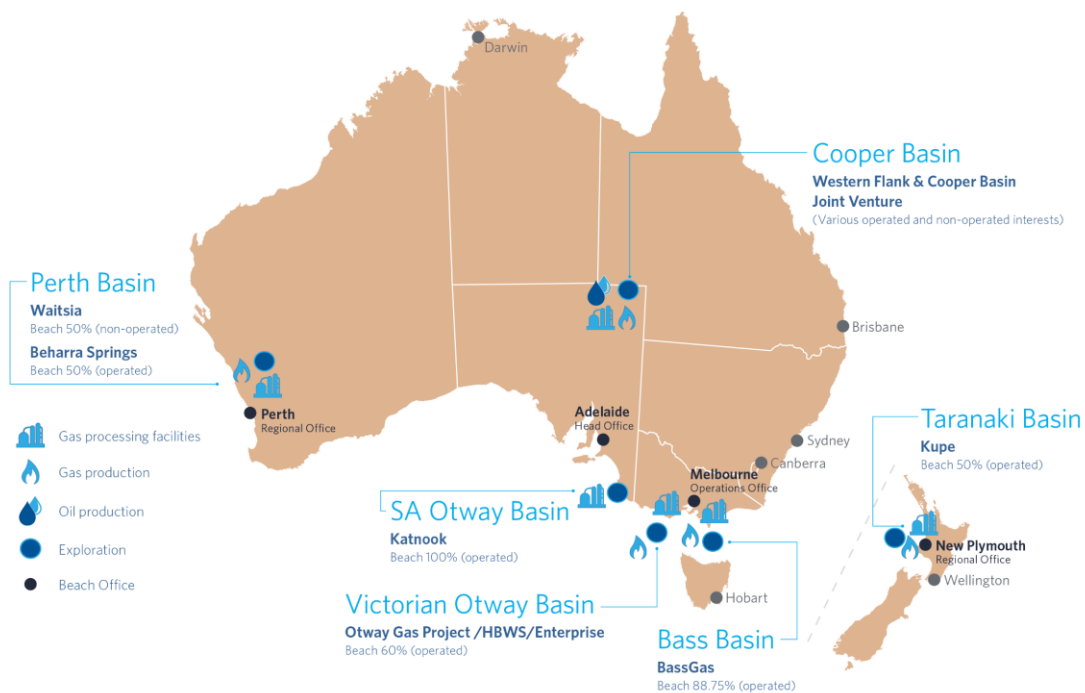 Darwin
Cooper Basin
Western Flank & Cooper Basin
Joint Venture
(Various operated and non-operated interests)
Perth Basin
Waitsia
Beach 50% (non-operated)
Beharra Springs
Beach 50% (operated)
Brisbane
Perth
Regional Office
Adelaide
Head Office
Sydney
Canberra
Melbourne
Operations Office
Taranaki Basin
Kupe
Beach 50% (operated)
Gas processing facilities
Gas production
Oil production
Exploration
Beach Office
SA Otway Basin
Katnook
Beach 100% (operated)
New Plymouth
Regional Office
Wellington
Hobart
Victorian Otway Basin
Otway Gas Project /HBWS/Enterprise
Beach 60% (operated)
Bass Basin
BassGas
Beach 88.75% (operated)